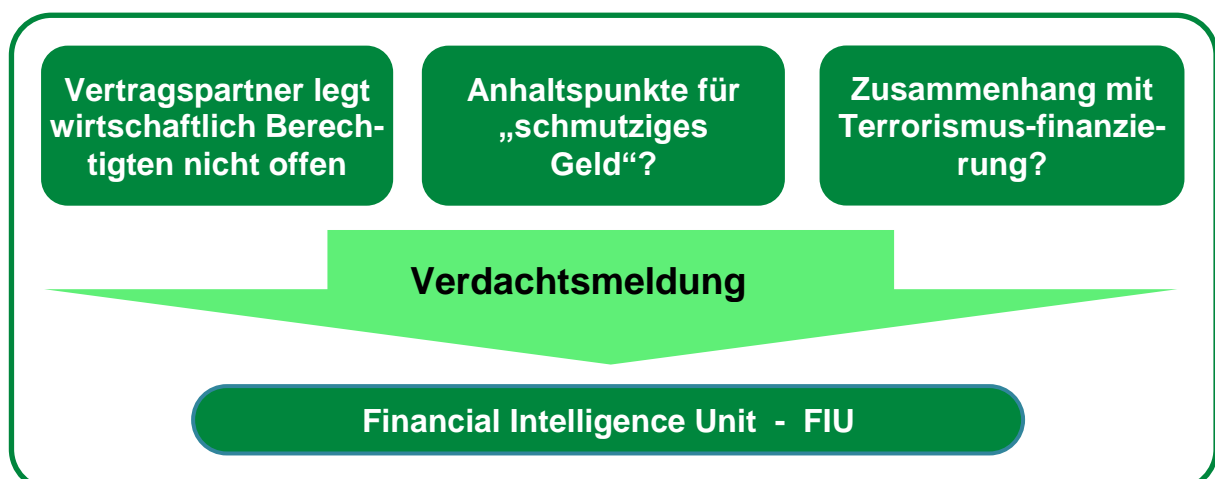 Vertragspartner legt
wirtschaftlich Berech-
tigten nicht offen
Anhaltspunkte für
„schmutziges
Geld“?
Zusammenhang mit
Terrorismus-finanzie-
rung?
Verdachtsmeldung
Financial Intelligence Unit - FIU